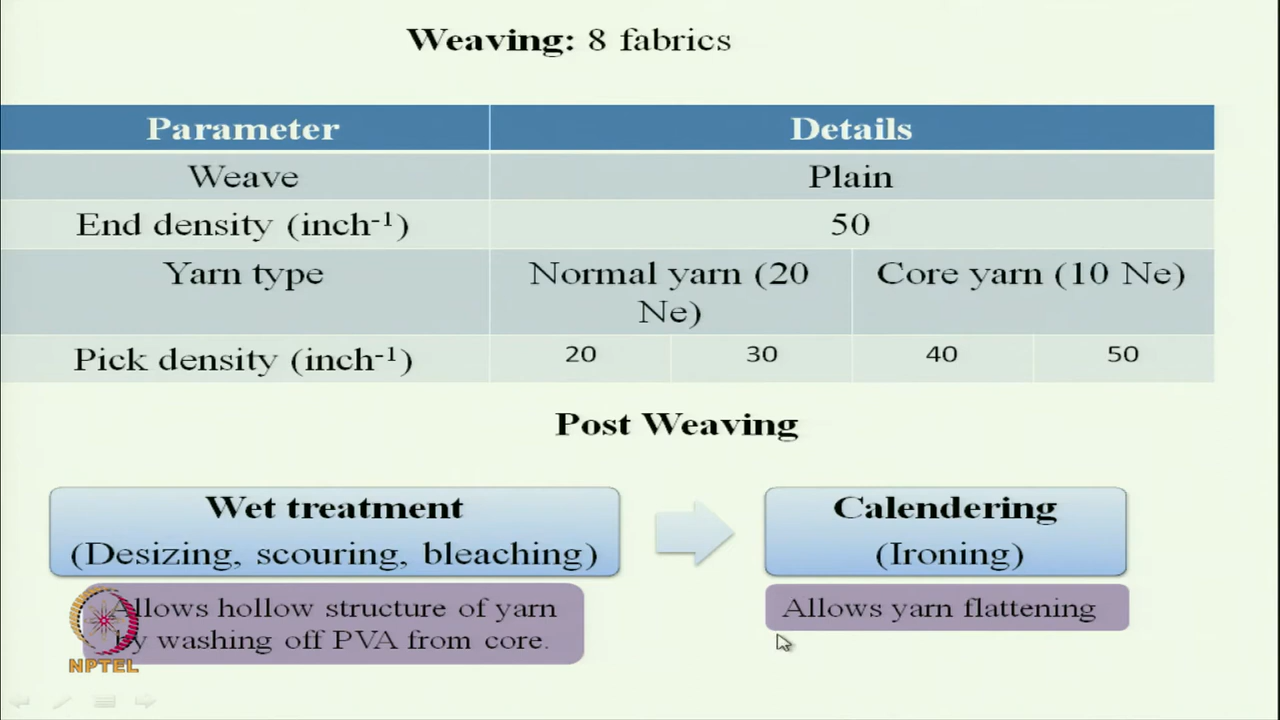 Weaving: 8 fabrics
Parameter Details
Weave Plain
End density (inch⁻¹) 50
Yarn type Normal yarn (20
Ne) Core yarn (10 Ne)
Pick density (inch⁻¹) 20 30 40 50
Post Weaving
Wet treatment
(Desizing, scouring, bleaching)
Calendering
(Ironing)
Allows hollow structure of yarn
by washing off PVA from core.
Allows yarn flattening
NPTEL